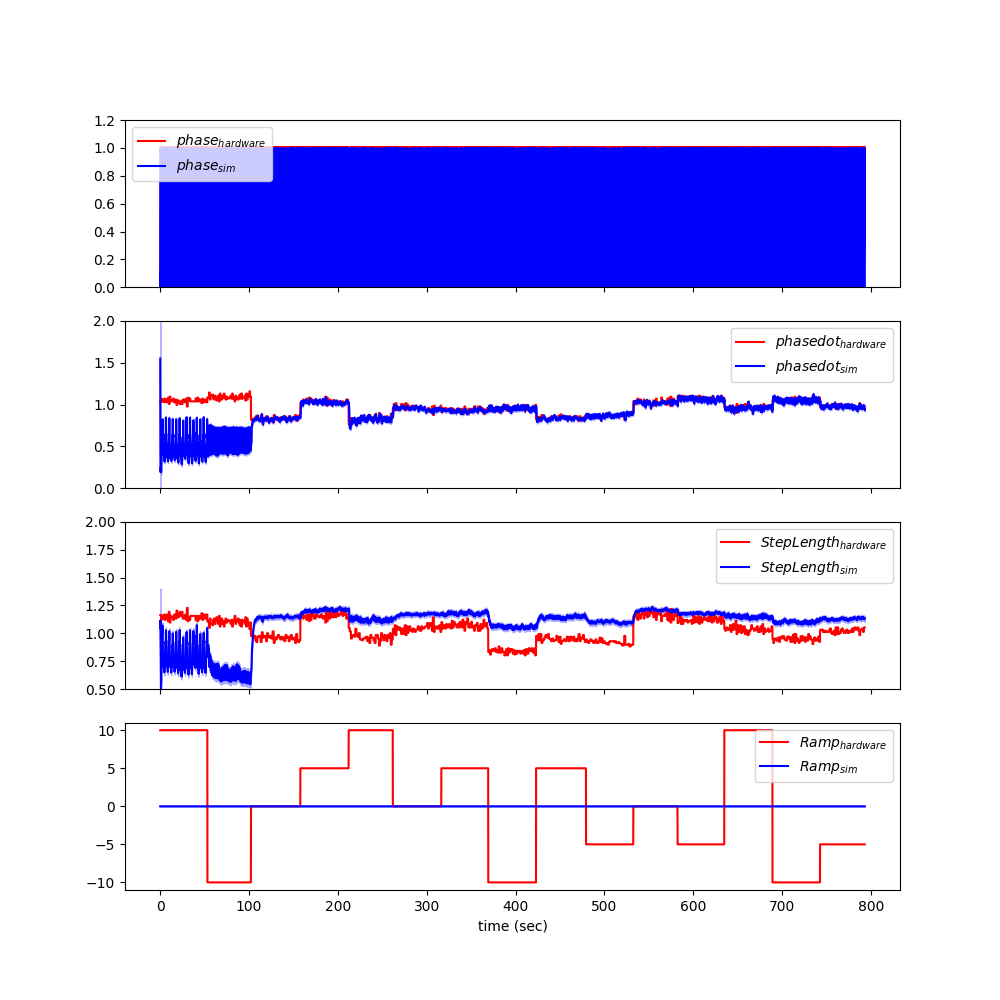 1.2
1.0
0.8
0.6
0.4
0.2
0.0
phase_hardware
phase_sim
2.0
1.5
1.0
0.5
0.0
phasedot_hardware
phasedot_sim
2.00
1.75
1.50
1.25
1.00
0.75
0.50
StepLength_hardware
StepLength_sim
10
5
0
−5
−10
Ramp_hardware
Ramp_sim
0 100 200 300 400 500 600 700 800
time (sec)